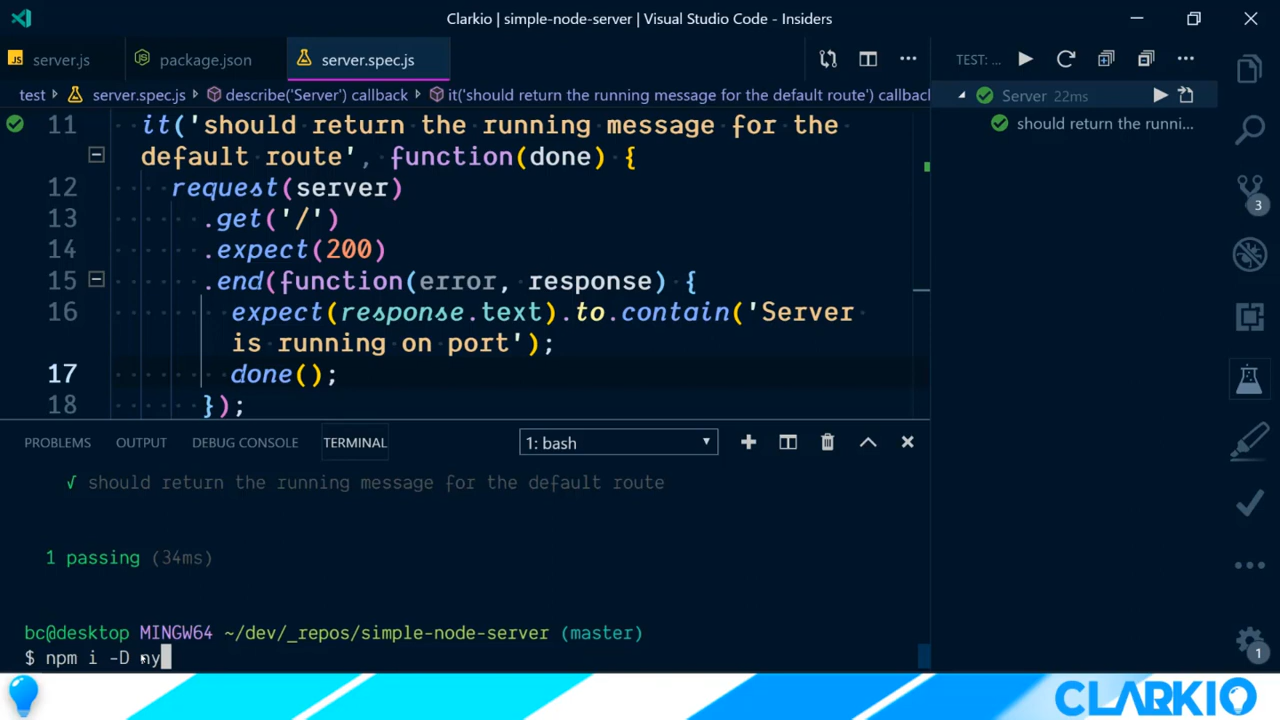 Clarkio | simple-node-server | Visual Studio Code - Insiders
JS server.js
package.json
server.spec.js
TEST: ...
test
server.spec.js
describe('Server') callback
it('should return the running message for the default route') callback
Server 22ms
should return the runni...
11 it('should return the running message for the
default route', function(done) {
12 request(server)
13 .get('/')
14 .expect(200)
15 .end(function(error, response) {
16 expect(response.text).to.contain('Server
is running on port');
17 done();
18 });
3
PROBLEMS
OUTPUT
DEBUG CONSOLE
TERMINAL
1: bash
√ should return the running message for the default route
1 passing (34ms)
bc@desktop MINGW64 ~/dev/_repos/simple-node-server (master)
$ npm i -D ny
1
CLARKIO